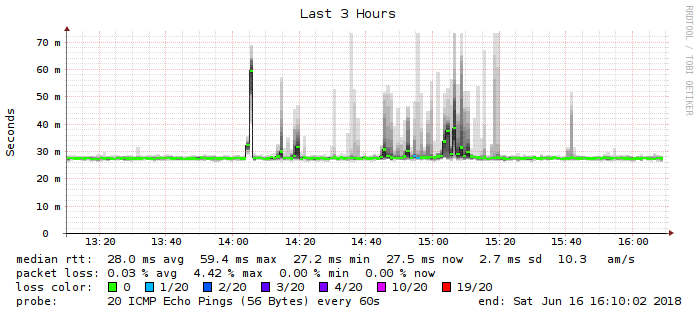 Last 3 Hours
RRDTOOL / TOBI OETIKER
Seconds
70 m
60 m
50 m
40 m
30 m
20 m
10 m
0
13:20 13:40 14:00 14:20 14:40 15:00 15:20 15:40 16:00
median rtt: 28.0 ms avg 59.4 ms max 27.2 ms min 27.5 ms now 2.7 ms sd 10.3 am/s
packet loss: 0.03 % avg 4.42 % max 0.00 % min 0.00 % now
loss color: 0 1/20 2/20 3/20 4/20 10/20 19/20
probe: 20 ICMP Echo Pings (56 Bytes) every 60s end: Sat Jun 16 16:10:02 2018